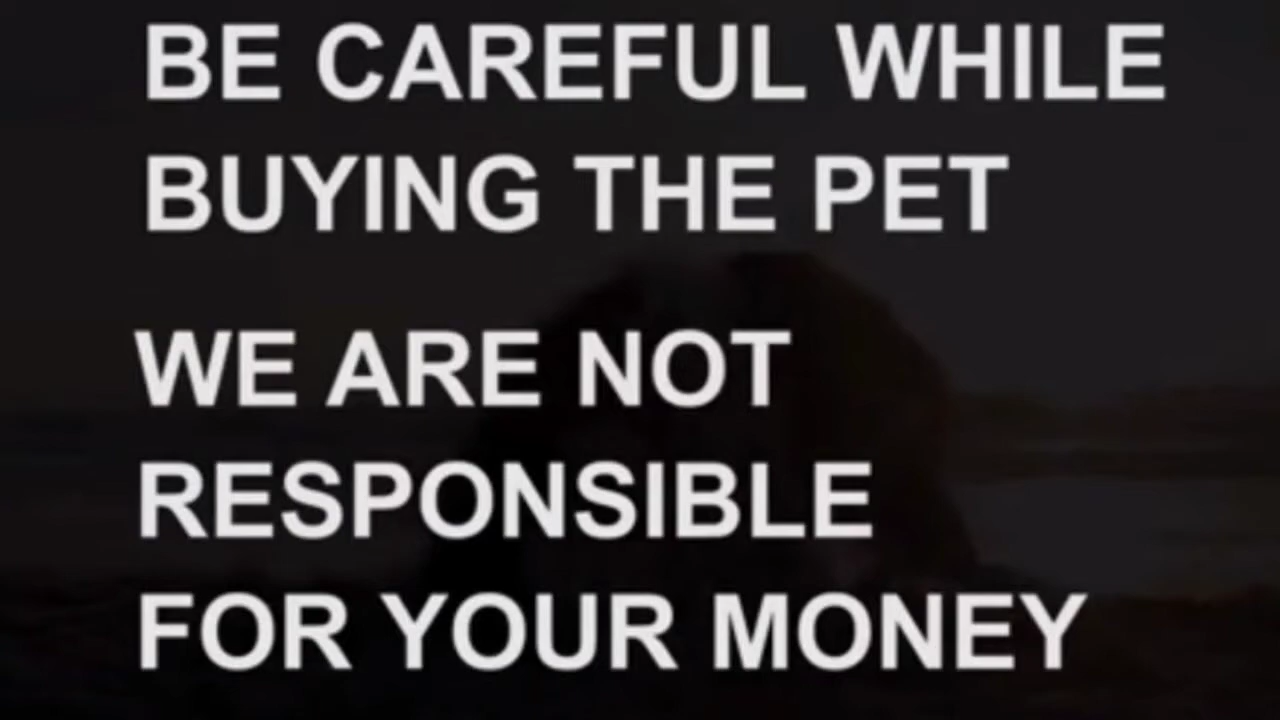 BE CAREFUL WHILE
BUYING THE PET
WE ARE NOT
RESPONSIBLE
FOR YOUR MONEY